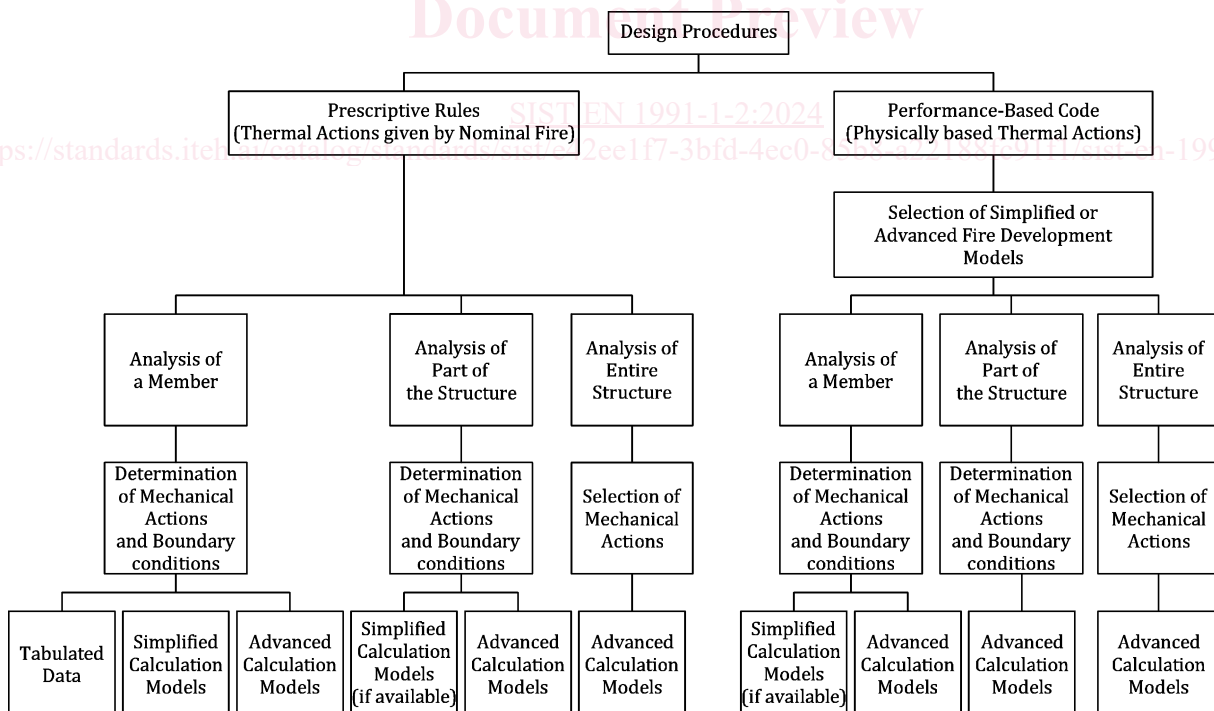 Document Preview
Design Procedures
Prescriptive Rules
(Thermal Actions given by Nominal Fire)
SIST EN 1991-1-2:2024
Performance-Based Code
(Physically based Thermal Actions)
Selection of Simplified or
Advanced Fire Development
Models
Analysis of
a Member
Analysis of
Part of
the Structure
Analysis of
Entire
Structure
Analysis of
a Member
Analysis of
Part of
the Structure
Analysis of
Entire
Structure
Determination
of Mechanical
Actions
and Boundary
conditions
Determination
of Mechanical
Actions
and Boundary
conditions
Selection of
Mechanical
Actions
Determination
of Mechanical
Actions
and Boundary
conditions
Determination
of Mechanical
Actions
and Boundary
conditions
Selection of
Mechanical
Actions
Tabulated
Data
Simplified
Calculation
Models
Advanced
Calculation
Models
Simplified
Calculation
Models
(if available)
Advanced
Calculation
Models
Advanced
Calculation
Models
Simplified
Calculation
Models
(if available)
Advanced
Calculation
Models
Advanced
Calculation
Models
Advanced
Calculation
Models